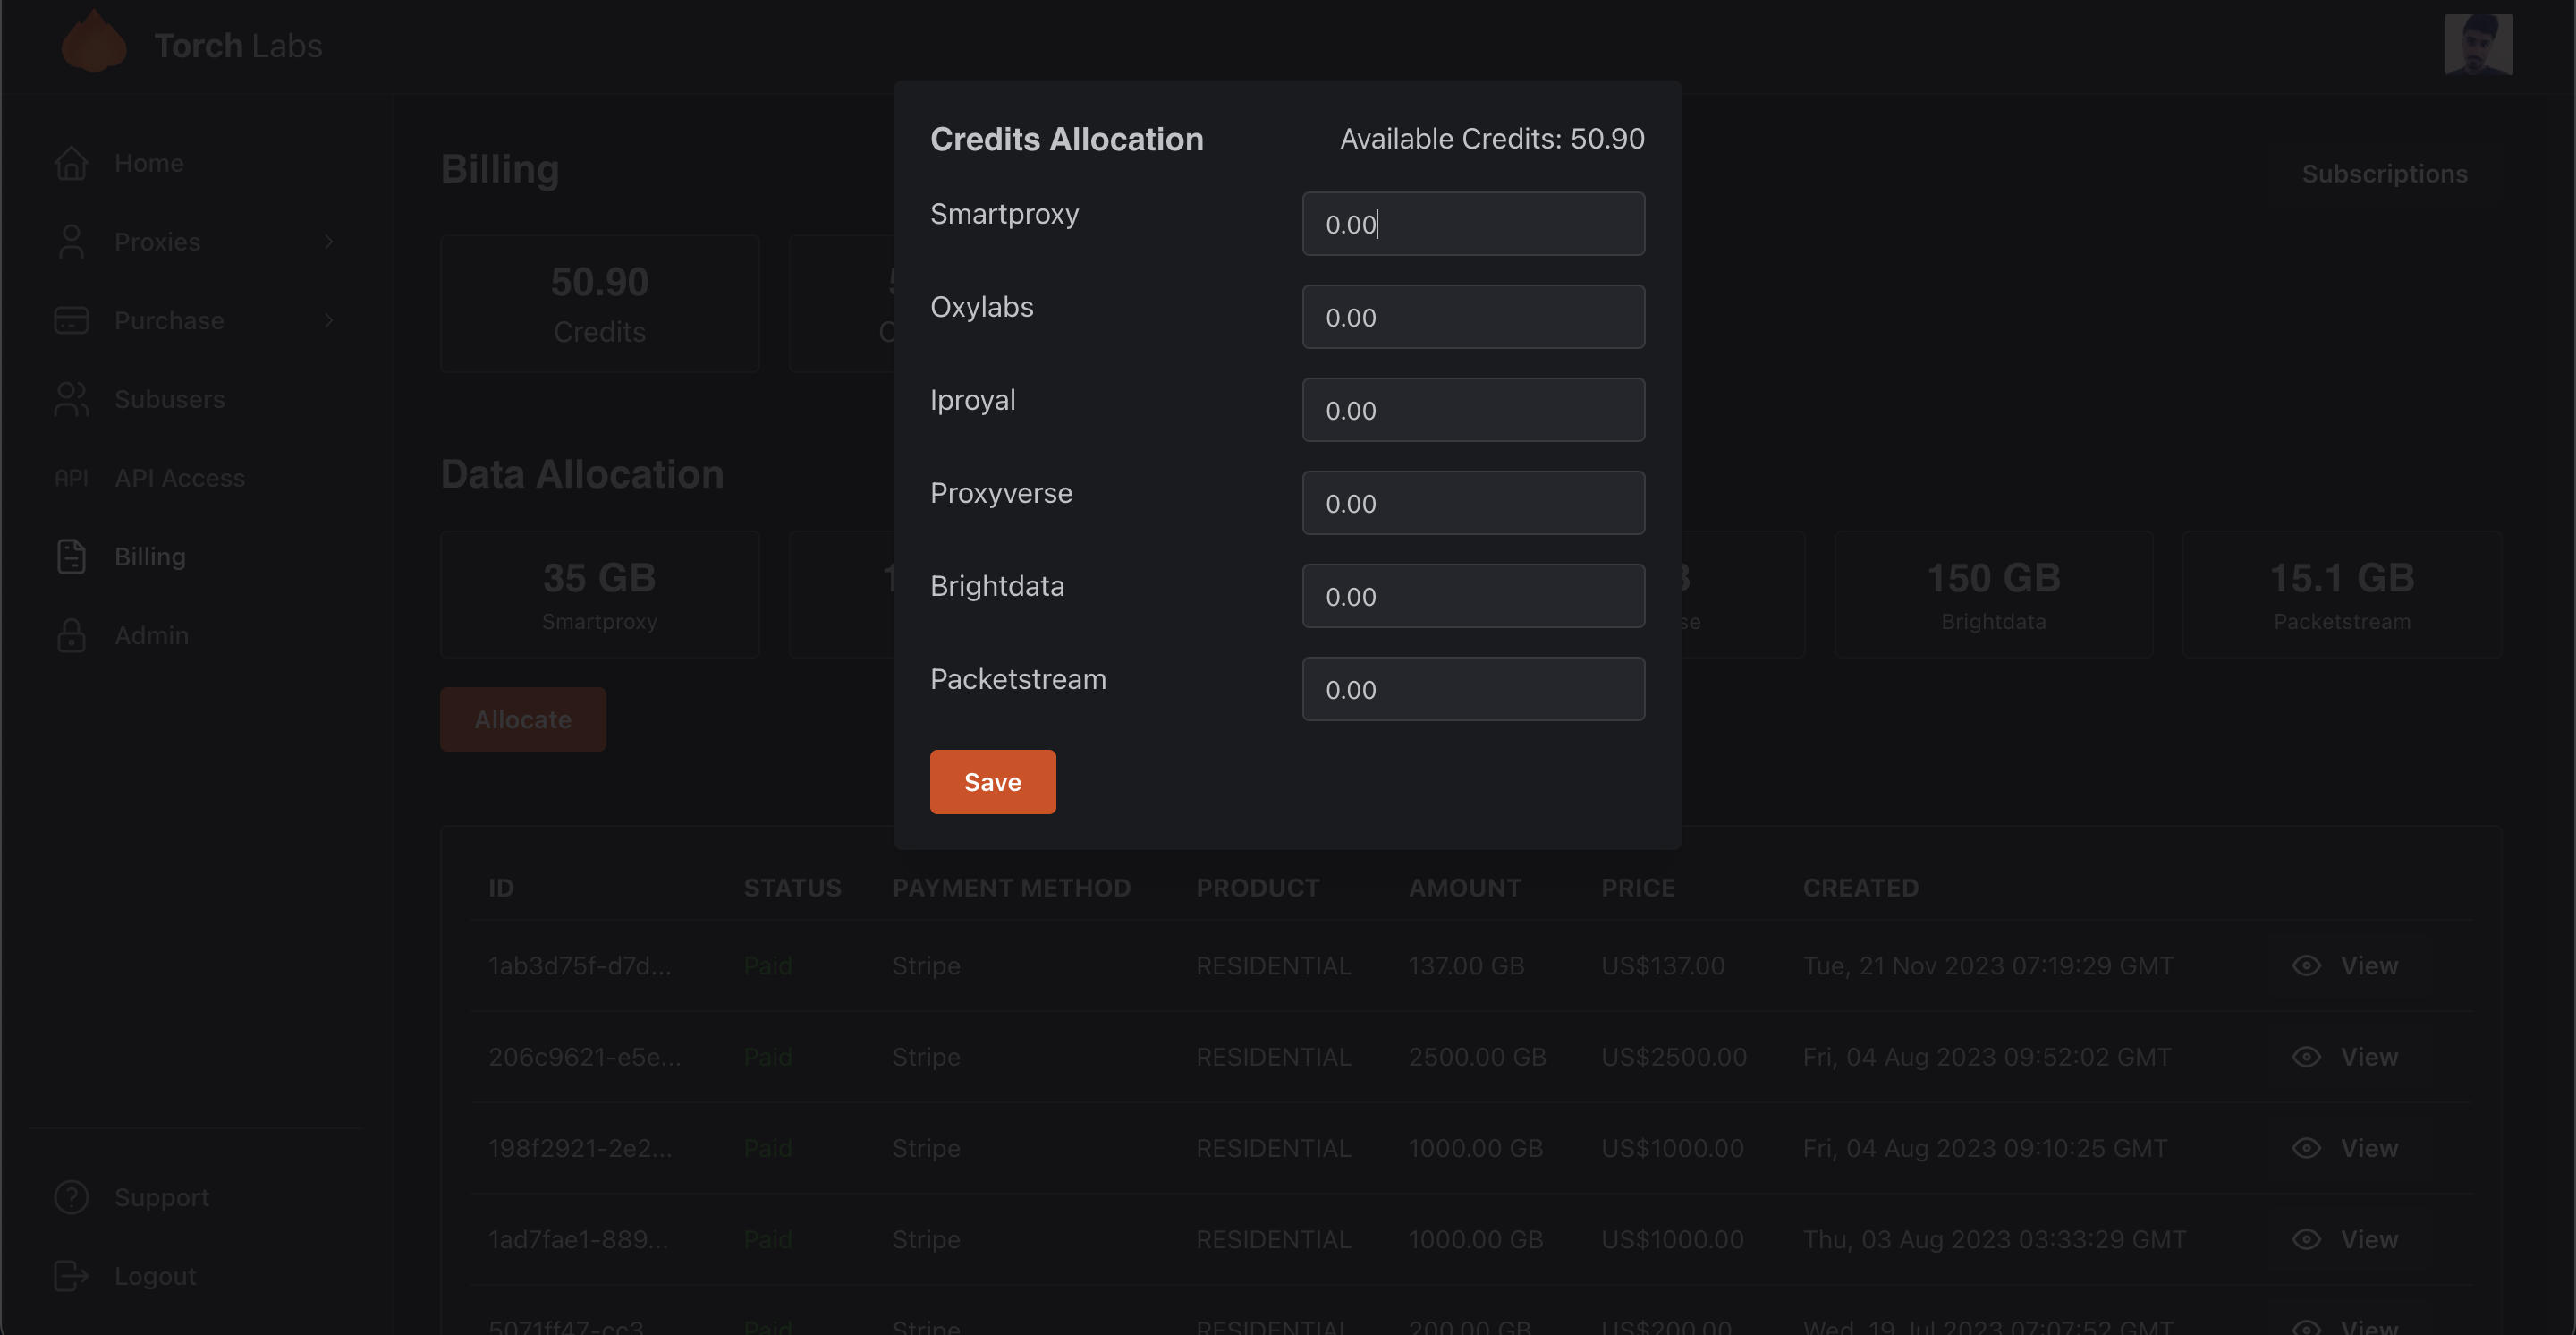 Torch Labs
Home
Proxies
Purchase
Subusers
API API Access
Billing
Admin
Support
Logout
Billing
Subscriptions
50.90
Credits
Data Allocation
35 GB
Smartproxy
150 GB
Brightdata
15.1 GB
Packetstream
Allocate
Credits Allocation Available Credits: 50.90
Smartproxy 0.00
Oxylabs 0.00
Iproyal 0.00
Proxyverse 0.00
Brightdata 0.00
Packetstream 0.00
Save
ID STATUS PAYMENT METHOD PRODUCT AMOUNT PRICE CREATED
1ab3d75f-d7d... Paid Stripe RESIDENTIAL 137.00 GB US$137.00 Tue, 21 Nov 2023 07:19:29 GMT View
206c9621-e5e... Paid Stripe RESIDENTIAL 2500.00 GB US$2500.00 Fri, 04 Aug 2023 09:52:02 GMT View
198f2921-2e2... Paid Stripe RESIDENTIAL 1000.00 GB US$1000.00 Fri, 04 Aug 2023 09:10:25 GMT View
1ad7fae1-889... Paid Stripe RESIDENTIAL 1000.00 GB US$1000.00 Thu, 03 Aug 2023 03:33:29 GMT View
5071ff47-cc3... Paid Stripe RESIDENTIAL 200.00 GB US$200.00 Wed, 19 Jul 2023 07:07:52 GMT View